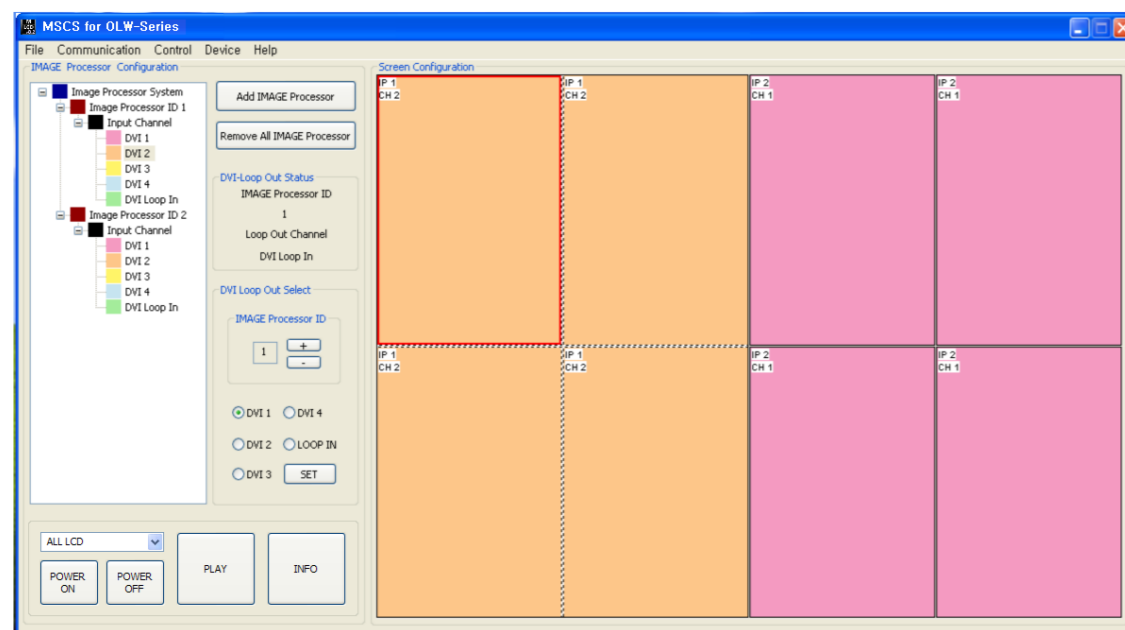 MSCS for OLW-Series
File Communication Control Device Help
IMAGE Processor Configuration
Image Processor System
Image Processor ID 1
Input Channel
DVI 1
DVI 2
DVI 3
DVI 4
DVI Loop In
Image Processor ID 2
Input Channel
DVI 1
DVI 2
DVI 3
DVI 4
DVI Loop In
Add IMAGE Processor
Remove All IMAGE Processor
DVI-Loop Out Status
IMAGE Processor ID
1
Loop Out Channel
DVI Loop In
DVI Loop Out Select
IMAGE Processor ID
1 +
-
DVI 1 DVI 4
DVI 2 LOOP IN
DVI 3 SET
ALL LCD
POWER ON
POWER OFF
PLAY
INFO
Screen Configuration
IP 1 IP 1 IP 2 IP 2
CH 2 CH 2 CH 1 CH 1
IP 1 IP 1 IP 2 IP 2
CH 2 CH 2 CH 1 CH 1